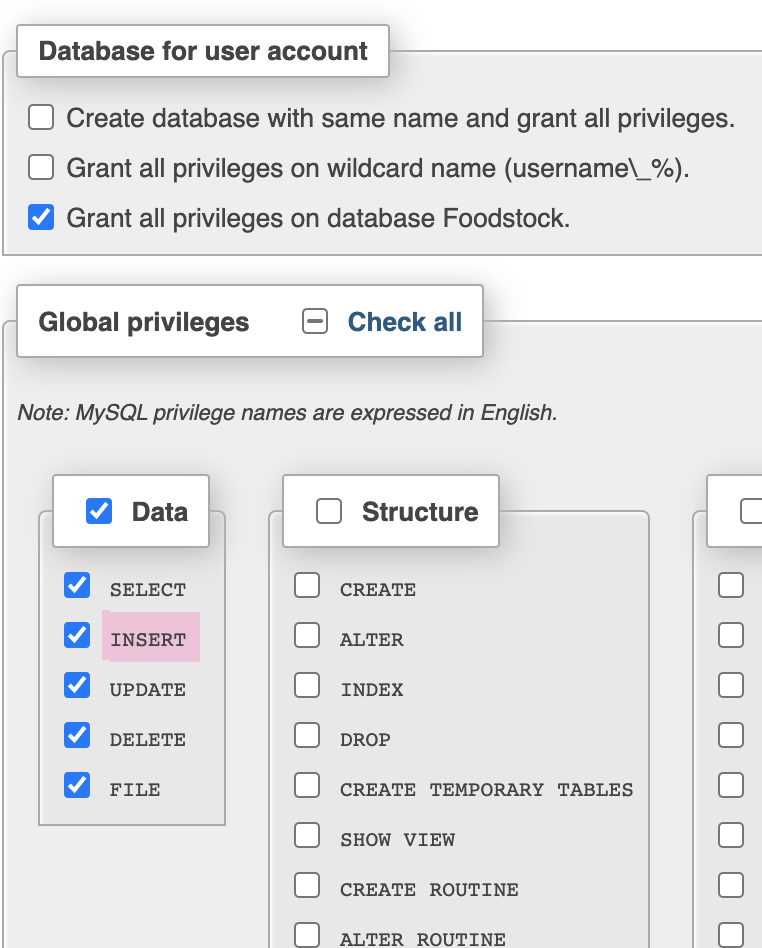 Database for user account
Create database with same name and grant all privileges.
Grant all privileges on wildcard name (username\_%).
Grant all privileges on database Foodstock.
Global privileges Check all
Note: MySQL privilege names are expressed in English.
Data
SELECT
INSERT
UPDATE
DELETE
FILE
Structure
CREATE
ALTER
INDEX
DROP
CREATE TEMPORARY TABLES
SHOW VIEW
CREATE ROUTINE
ALTER ROUTINE